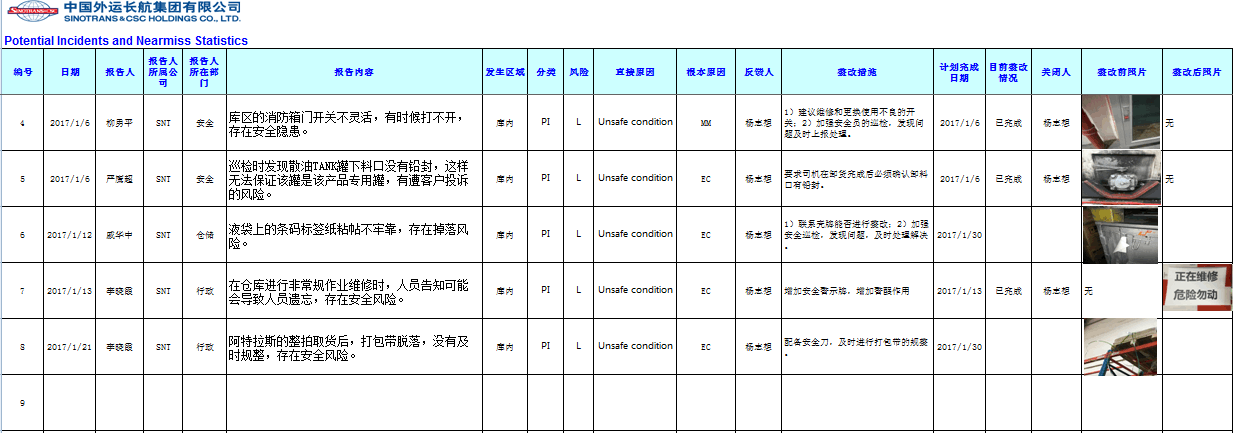 中国外运长航集团有限公司
SINOTRANS & CSC HOLDINGS CO., LTD.
SINOTRANS-CSC
Potential Incidents and Nearmiss Statistics
编号 日期 报告人 报告人所属公司 报告人所在部门 报告内容 发生区域 分类 风险 直接原因 根本原因 反馈人 整改措施 计划完成日期 目前整改情况 关闭人 整改前照片 整改后照片
4 2017/1/6 柳勇平 SNT 安全 库区的消防箱门开关不灵活，有时候打不开，存在安全隐患。 库内 PI L Unsafe condition MM 杨志想 1）建议维修和更换使用不良的开关；2）加强安全员的巡检，发现问题及时上报处理。 2017/1/6 已完成 杨志想 无
5 2017/1/6 严胤超 SNT 安全 巡检时发现散油TANK罐下料口没有铅封，这样无法保证该罐是该产品专用罐，有遭客户投诉的风险。 库内 PI L Unsafe condition EC 杨志想 要求司机在卸货完成后必须确认卸料口有铅封。 2017/1/6 已完成 杨志想 无
6 2017/1/12 戚华中 SNT 仓储 液袋上的条码标签纸粘帖不牢靠，存在掉落风险。 库内 PI L Unsafe condition EC 杨志想 1）联系壳牌能否进行整改；2）加强安全巡检，发现问题，及时处理解决。 2017/1/30
7 2017/1/13 李晓霞 SNT 行政 在仓库进行非常规作业维修时，人员告知可能会导致人员遗忘，存在安全风险。 库内 PI L Unsafe condition EC 杨志想 增加安全警示牌，增加警醒作用 2017/1/13 已完成 杨志想 无
正在维修
危险勿动
8 2017/1/21 李晓霞 SNT 行政 阿特拉斯的整拍取货后，打包带脱落，没有及时规整，存在安全风险。 库内 PI L Unsafe condition EC 杨志想 配备安全刀，及时进行打包带的规整。 2017/1/30
9